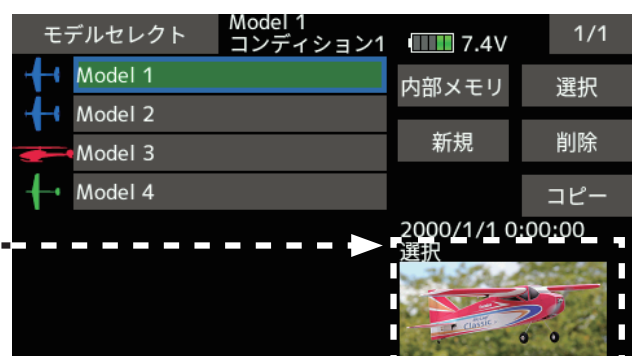 モデルセレクト
Model 1
コンディション1
7.4V
1/1
Model 1
Model 2
Model 3
Model 4
内部メモリ
選択
新規
削除
コピー
2000/1/1 0:00:00
選択
Classic